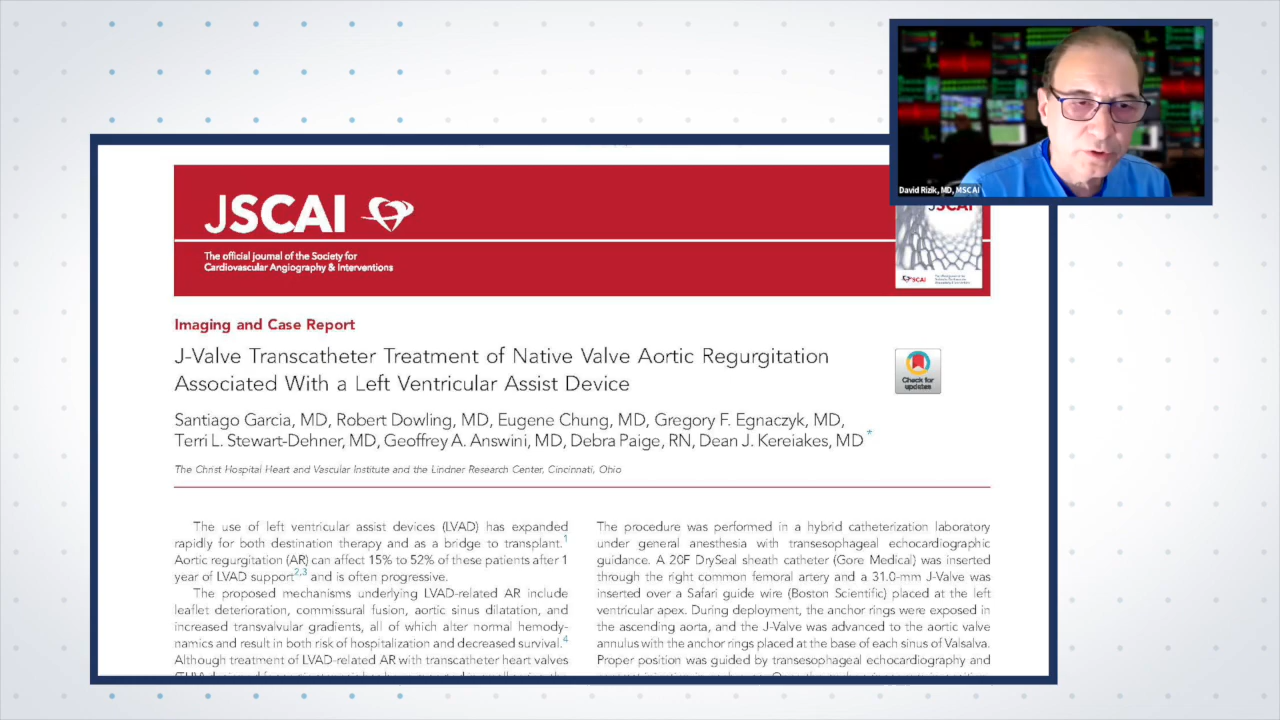 David Rizik, MD, MSCAI
JSCAI
JSCAI
The official journal of the Society for
Cardiovascular Angiography & Interventions
JSCAI
Imaging and Case Report
J-Valve Transcatheter Treatment of Native Valve Aortic Regurgitation
Associated With a Left Ventricular Assist Device
Check for
updates
Santiago Garcia, MD, Robert Dowling, MD, Eugene Chung, MD, Gregory F. Egnaczyk, MD,
Terri L. Stewart-Dehner, MD, Geoffrey A. Answini, MD, Debra Paige, RN, Dean J. Kereiakes, MD *
The Christ Hospital Heart and Vascular Institute and the Lindner Research Center, Cincinnati, Ohio
The use of left ventricular assist devices (LVAD) has expanded
rapidly for both destination therapy and as a bridge to transplant.1
Aortic regurgitation (AR) can affect 15% to 52% of these patients after 1
year of LVAD support2,3 and is often progressive.
The proposed mechanisms underlying LVAD-related AR include
leaflet deterioration, commissural fusion, aortic sinus dilatation, and
increased transvalvular gradients, all of which alter normal hemody-
namics and result in both risk of hospitalization and decreased survival.4
Although treatment of LVAD-related AR with transcatheter heart valves
The procedure was performed in a hybrid catheterization laboratory
under general anesthesia with transesophageal echocardiographic
guidance. A 20F DrySeal sheath catheter (Gore Medical) was inserted
through the right common femoral artery and a 31.0-mm J-Valve was
inserted over a Safari guide wire (Boston Scientific) placed at the left
ventricular apex. During deployment, the anchor rings were exposed in
the ascending aorta, and the J-Valve was advanced to the aortic valve
annulus with the anchor rings placed at the base of each sinus of Valsalva.
Proper position was guided by transesophageal echocardiography and